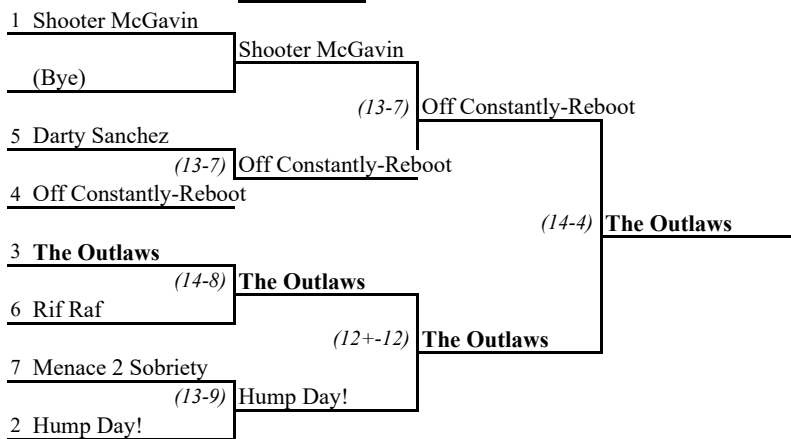 1 Shooter McGavin
Shooter McGavin
(Bye)
(13-7) Off Constantly-Reboot
5 Darty Sanchez
(13-7) Off Constantly-Reboot
4 Off Constantly-Reboot
(14-4) The Outlaws
3 The Outlaws
(14-8) The Outlaws
6 Rif Raf
(12+-12) The Outlaws
7 Menace 2 Sobriety
(13-9) Hump Day!
2 Hump Day!